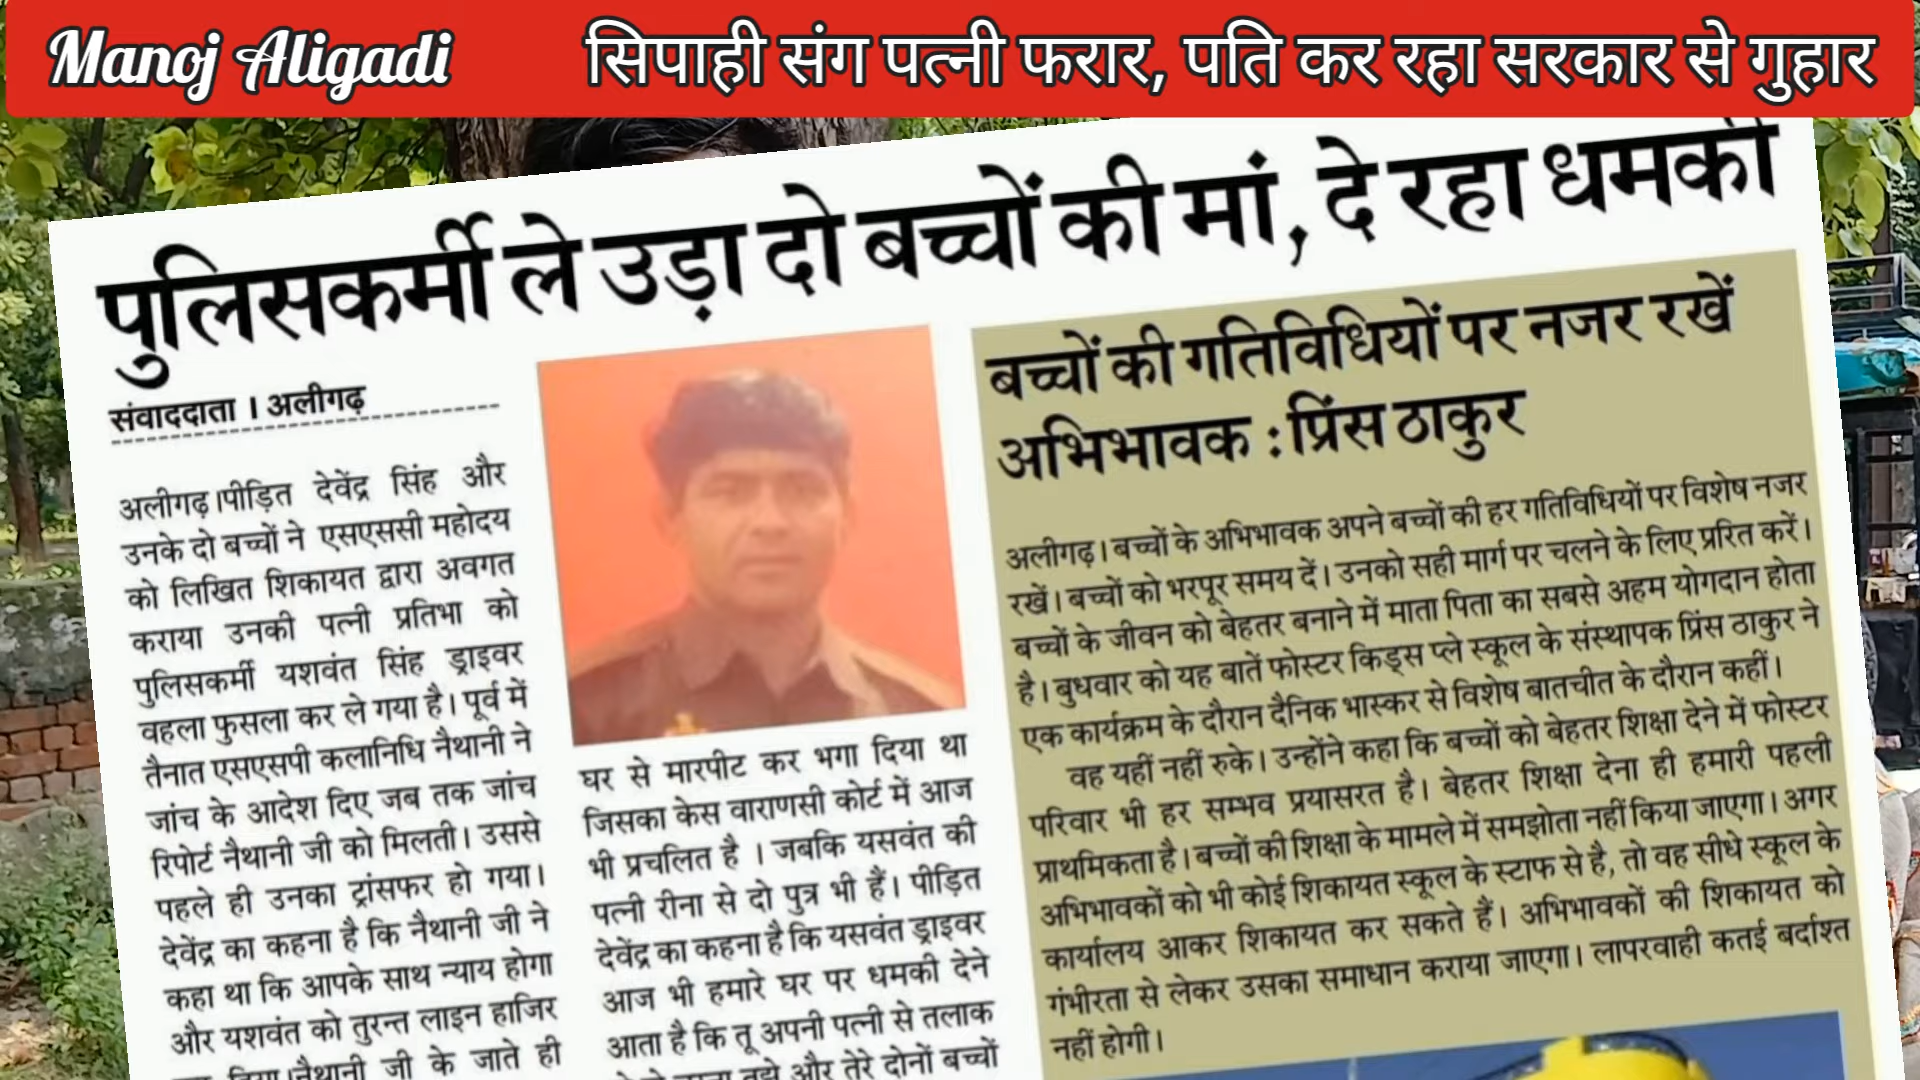 Manoj Aligadi
सिपाही संग पत्नी फरार, पति कर रहा सरकार से गुहार
पुलिसकर्मी ले उड़ा दो बच्चों की मां, दे रहा धमकी
संवाददाता । अलीगढ़
अलीगढ़।पीड़ित देवेंद्र सिंह और
उनके दो बच्चों ने एसएससी महोदय
को लिखित शिकायत द्वारा अवगत
कराया उनकी पत्नी प्रतिभा को
पुलिसकर्मी यशवंत सिंह ड्राइवर
वहला फुसला कर ले गया है। पूर्व में
तैनात एसएसपी कलानिधि नैथानी ने
जांच के आदेश दिए जब तक जांच
रिपोर्ट नैथानी जी को मिलती। उससे
पहले ही उनका ट्रांसफर हो गया।
देवेंद्र का कहना है कि नैथानी जी ने
कहा था कि आपके साथ न्याय होगा
और यशवंत को तुरन्त लाइन हाजिर
दिया।नैथानी जी के जाते ही
घर से मारपीट कर भगा दिया था
जिसका केस वाराणसी कोर्ट में आज
भी प्रचलित है । जबकि यसवंत की
पत्नी रीना से दो पुत्र भी हैं। पीड़ित
देवेंद्र का कहना है कि यसवंत ड्राइवर
आज भी हमारे घर पर धमकी देने
आता है कि तू अपनी पत्नी से तलाक
तुझे और तेरे दोनों बच्चों
बच्चों की गतिविधियों पर नजर रखें
अभिभावक : प्रिंस ठाकुर
अलीगढ़। बच्चों के अभिभावक अपने बच्चों की हर गतिविधियों पर विशेष नजर
रखें। बच्चों को भरपूर समय दें। उनको सही मार्ग पर चलने के लिए प्ररित करें।
बच्चों के जीवन को बेहतर बनाने में माता पिता का सबसे अहम योगदान होता
है। बुधवार को यह बातें फोस्टर किड्स प्ले स्कूल के संस्थापक प्रिंस ठाकुर ने
एक कार्यक्रम के दौरान दैनिक भास्कर से विशेष बातचीत के दौरान कहीं।
वह यहीं नहीं रुके। उन्होंने कहा कि बच्चों को बेहतर शिक्षा देने में फोस्टर
परिवार भी हर सम्भव प्रयासरत है। बेहतर शिक्षा देना ही हमारी पहली
प्राथमिकता है। बच्चों की शिक्षा के मामले में समझोता नहीं किया जाएगा। अगर
अभिभावकों को भी कोई शिकायत स्कूल के स्टाफ से है, तो वह सीधे स्कूल के
कार्यालय आकर शिकायत कर सकते हैं। अभिभावकों की शिकायत को
गंभीरता से लेकर उसका समाधान कराया जाएगा। लापरवाही कतई बर्दाश्त
नहीं होगी।